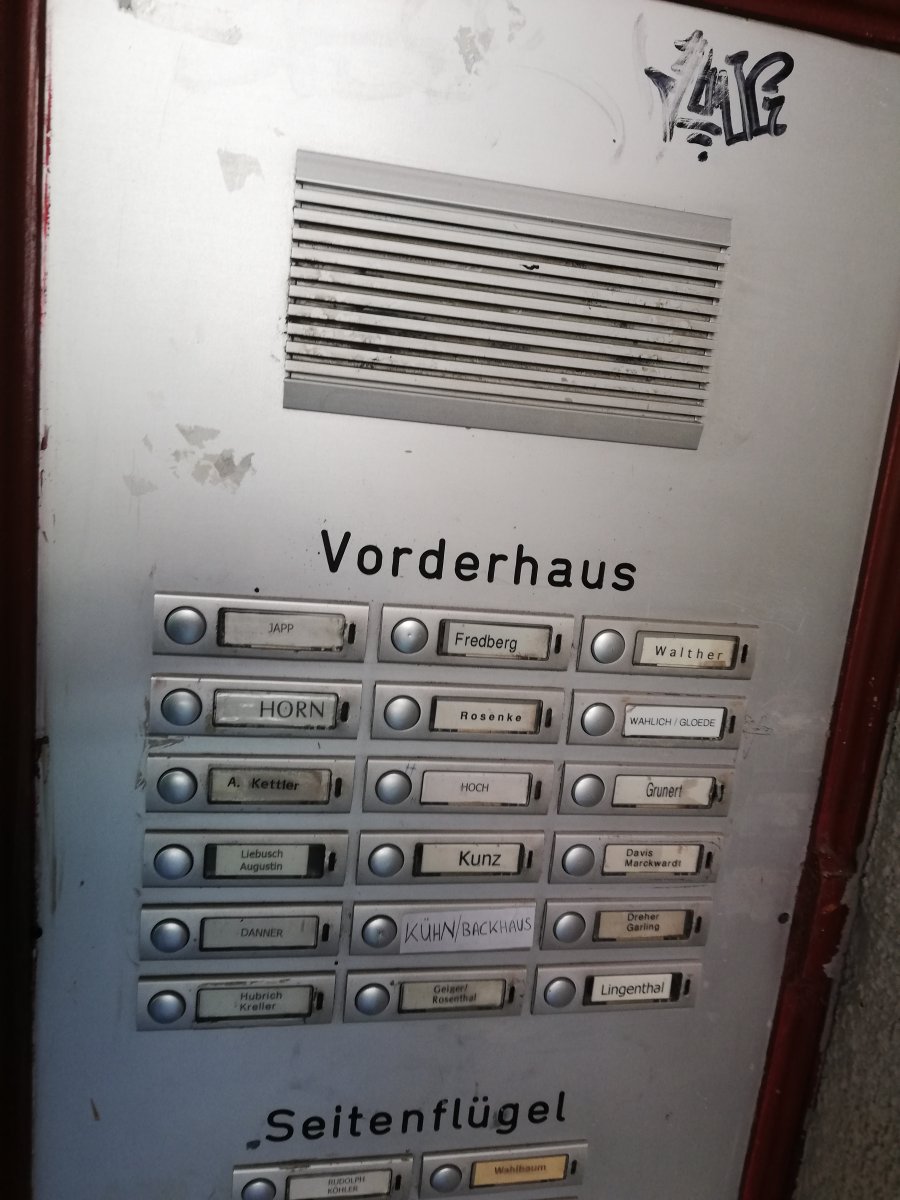 Vorderhaus
JAPP
Fredberg
Walther
HORN
Rosenke
WAHLICH / GLOEDE
A. Kettler
HOCH
Grunert
Liebusch
Augustin
Kunz
Davis
Marckwardt
DANNER
KÜHN/BACKHAUS
Dreher
Garling
Hubrich
Kreller
Geiger/
Rosenthal
Lingenthal
Seitenflügel
RUDOLPH
KÖHLER
Wahlbaum